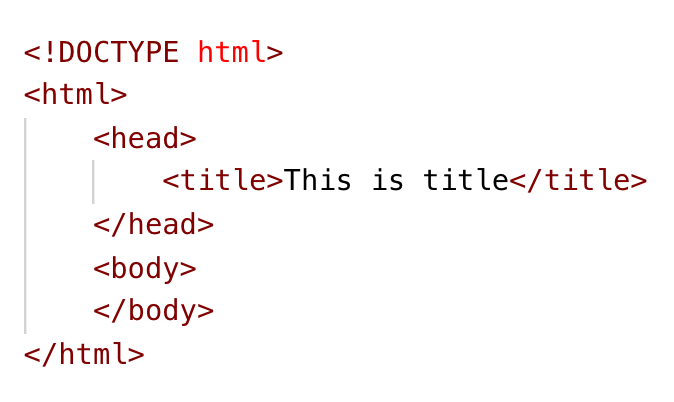 <!DOCTYPE html>
<html>
    <head>
        <title>This is title</title>
    </head>
    <body>
    </body>
</html>